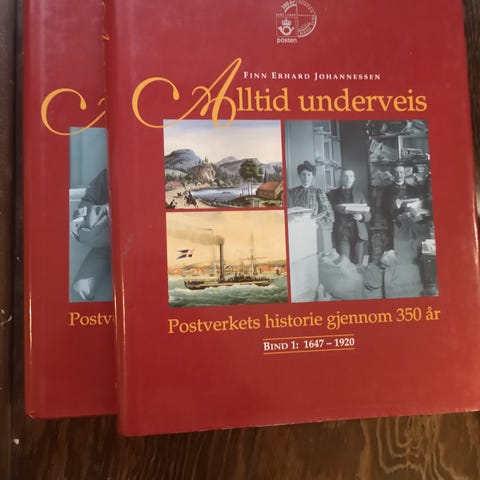 posten
FINN ERHARD JOHANNESSEN
Alltid underveis
Postverkets historie gjennom 350 år
BIND 1: 1647 – 1920
A
Postv